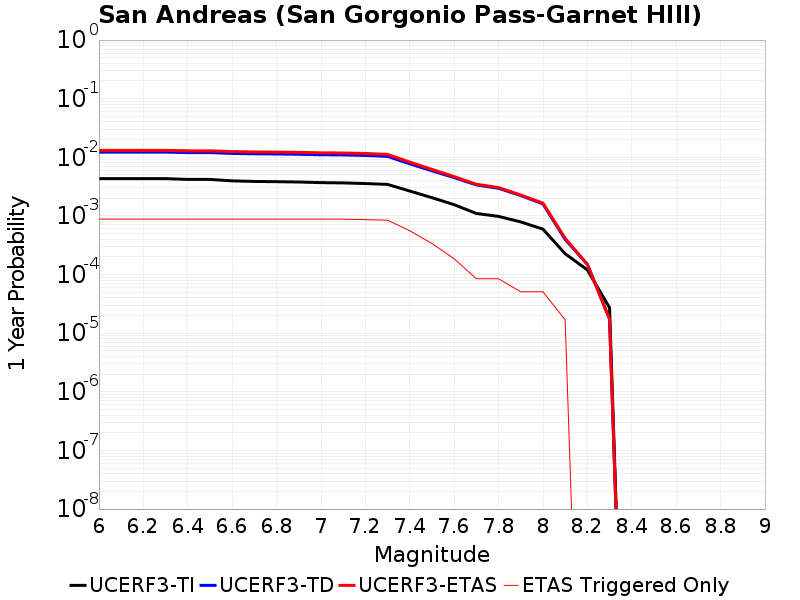 San Andreas (San Gorgonio Pass-Garnet HIll)
10^0
10^-1
10^-2
10^-3
10^-4
10^-5
10^-6
10^-7
10^-8
1 Year Probability
6 6.2 6.4 6.6 6.8 7 7.2 7.4 7.6 7.8 8 8.2 8.4 8.6 8.8 9
Magnitude
UCERF3-TI UCERF3-TD UCERF3-ETAS ETAS Triggered Only